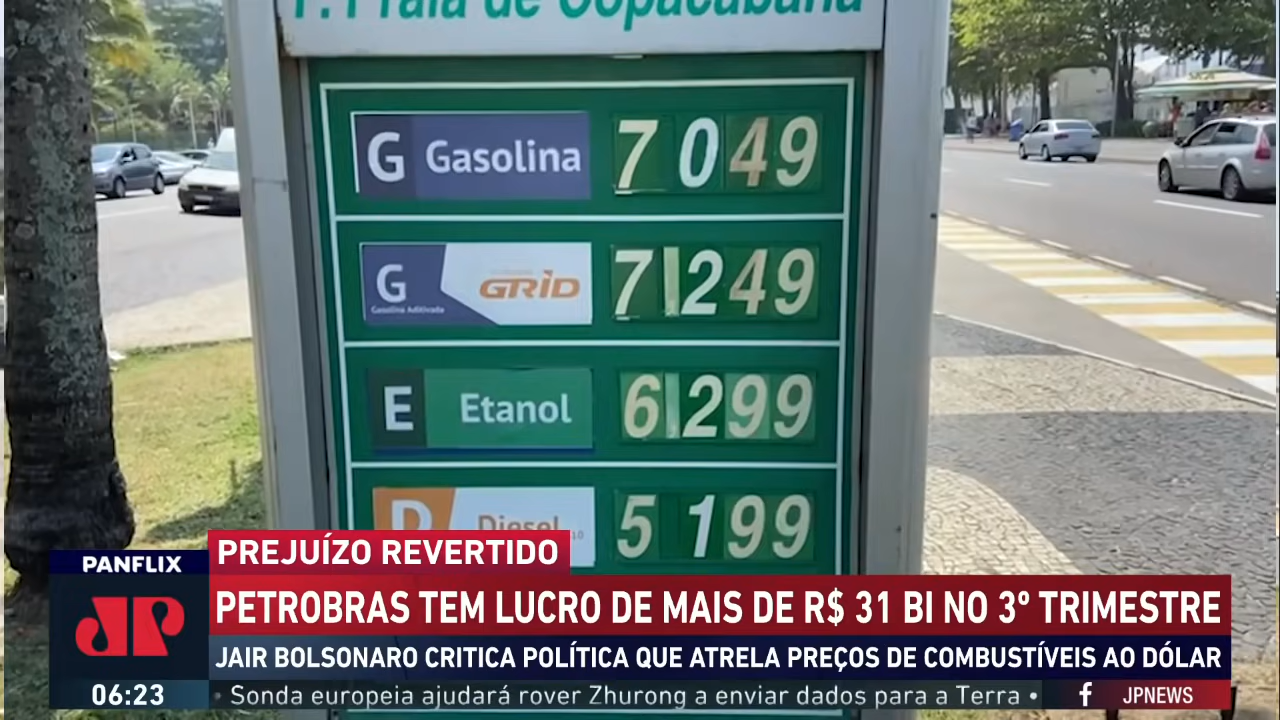 P. Praia de Copacabana
G Gasolina 7 049
G Gasolina Aditivada GRID 7 249
E Etanol 6 299
D Diesel S10 5 199
PREJUÍZO REVERTIDO
PANFLIX
PETROBRAS TEM LUCRO DE MAIS DE R$ 31 BI NO 3º TRIMESTRE
JP
JAIR BOLSONARO CRITICA POLÍTICA QUE ATRELA PREÇOS DE COMBUSTÍVEIS AO DÓLAR
06:23 • Sonda europeia ajudará rover Zhurong a enviar dados para a Terra • f JPNEWS